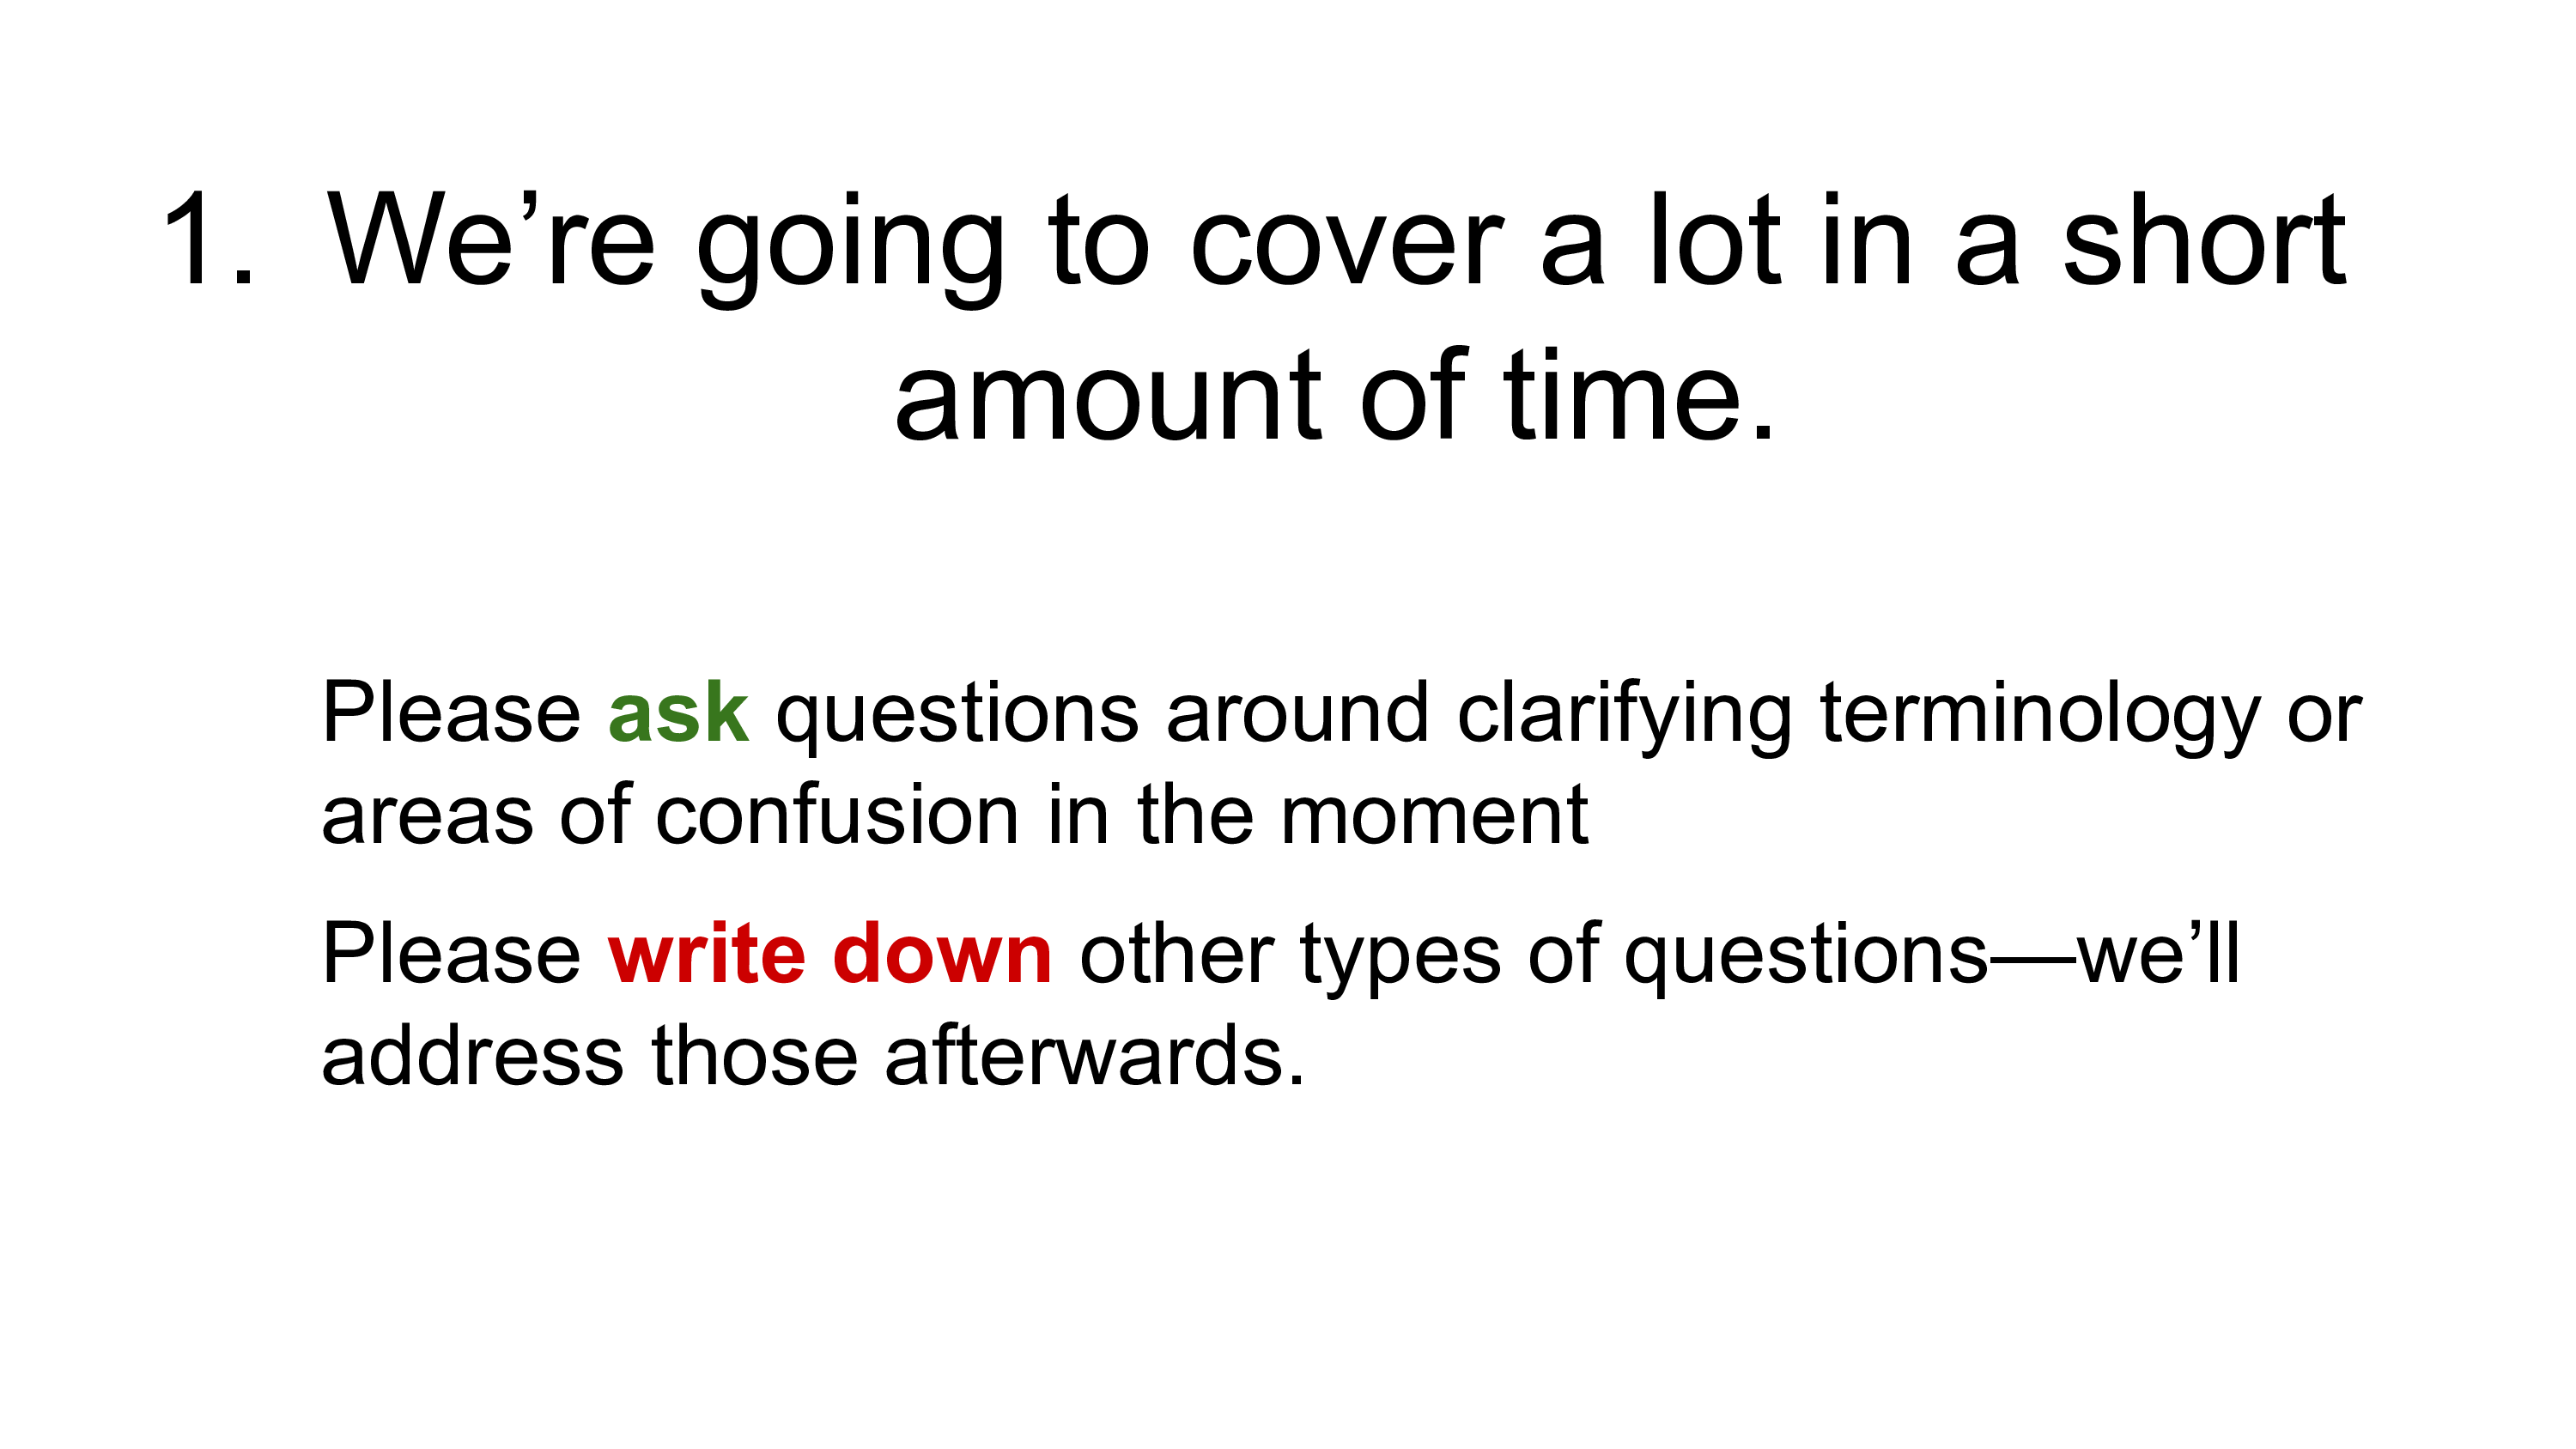 1. We’re going to cover a lot in a short
amount of time.
Please ask questions around clarifying terminology or
areas of confusion in the moment
Please write down other types of questions—we’ll
address those afterwards.